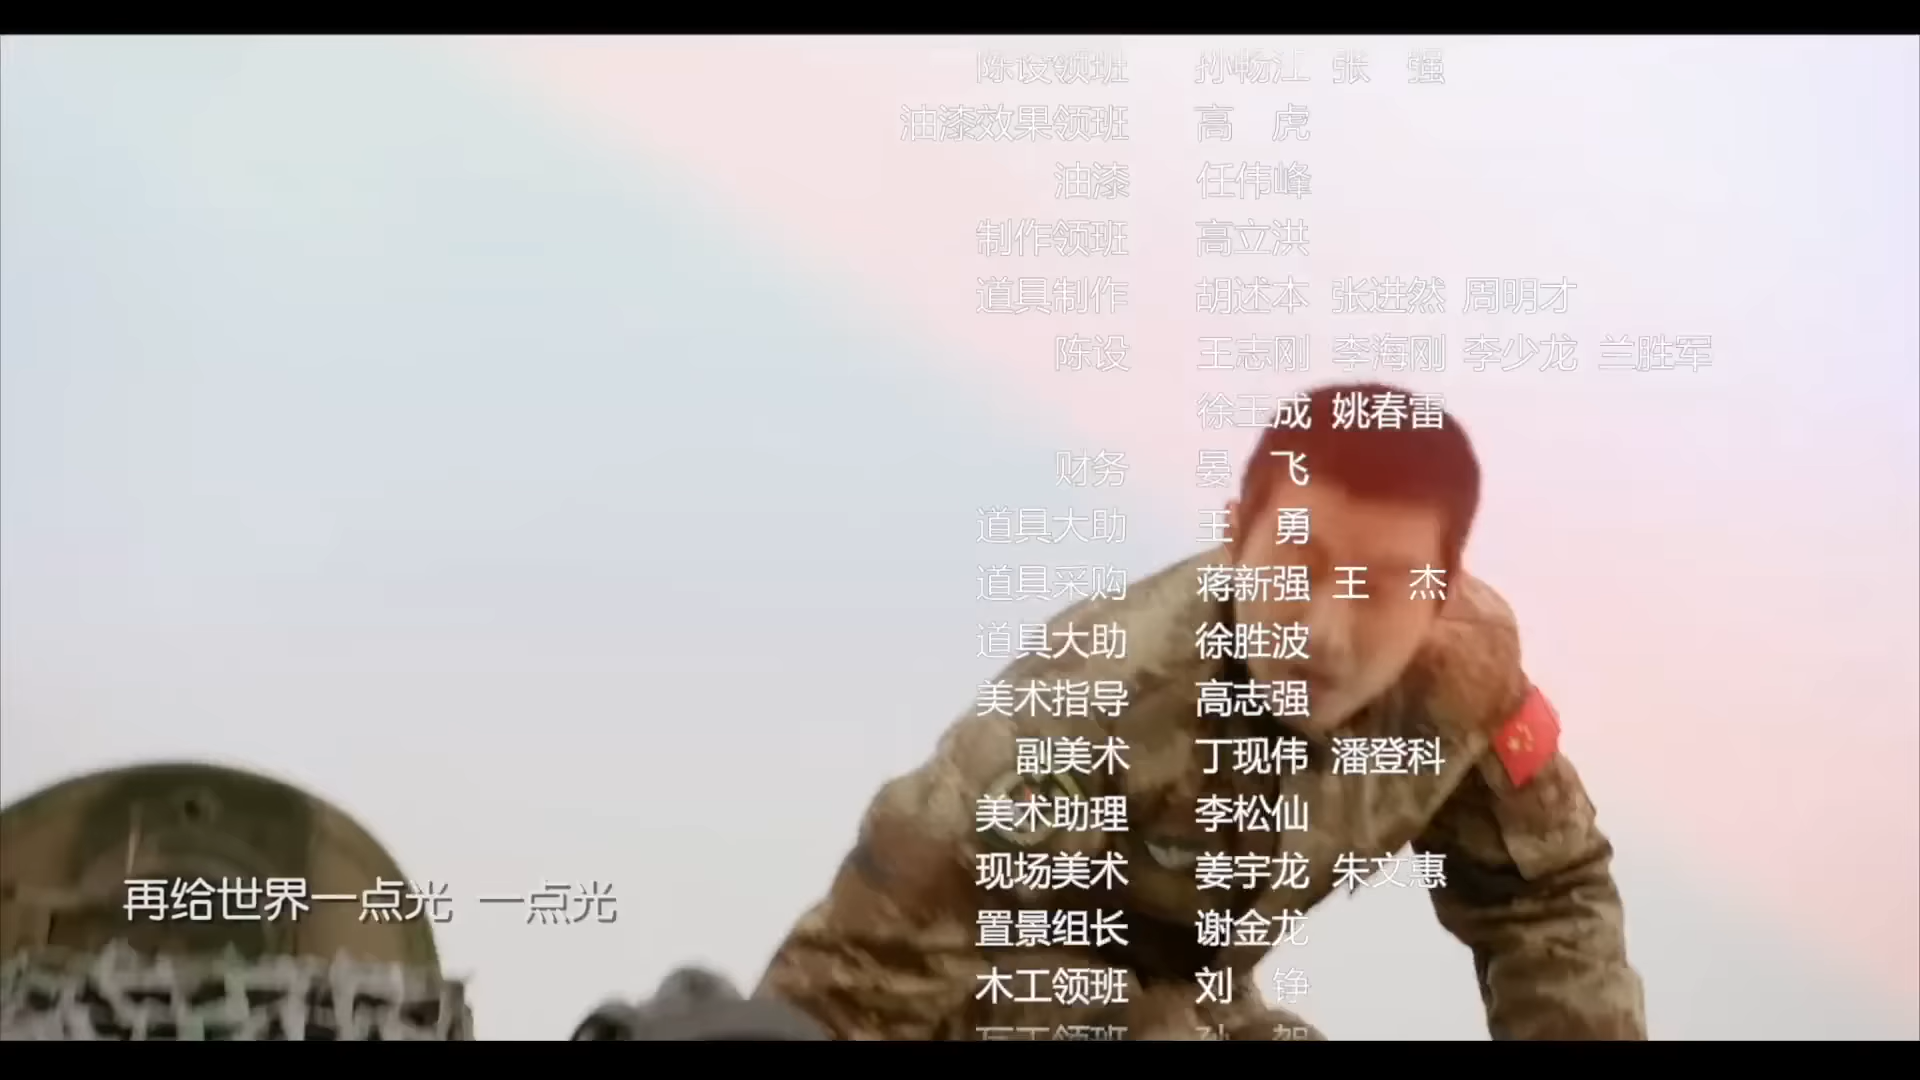 陈设领班 孙畅江 张 强
油漆效果领班 高 虎
油漆 任伟峰
制作领班 高立洪
道具制作 胡述本 张进然 周明才
陈设 王志刚 李海刚 李少龙 兰胜军
徐王成 姚春雷
财务 晏 飞
道具大助 王 勇
道具采购 蒋新强 王 杰
道具大助 徐胜波
美术指导 高志强
副美术 丁现伟 潘登科
美术助理 李松仙
现场美术 姜宇龙 朱文惠
置景组长 谢金龙
木工领班 刘 铮
再给世界一点光 一点光